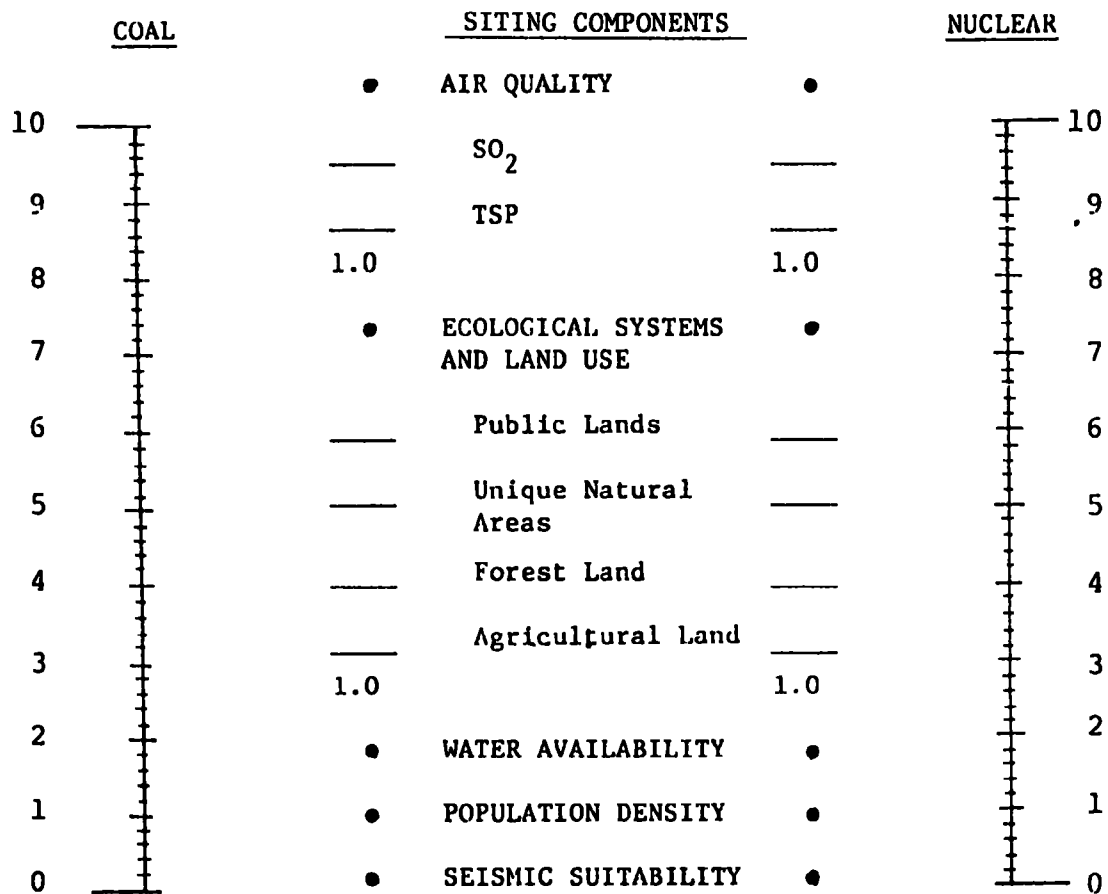 COAL SITING COMPONENTS NUCLEAR
AIR QUALITY
10 10
SO2
9 TSP 9
1.0 1.0
8 8
ECOLOGICAL SYSTEMS
7 AND LAND USE 7
6 Public Lands 6
5 Unique Natural 5
Areas
4 Forest Land 4
Agricultural Land
3 3
1.0 1.0
2 WATER AVAILABILITY 2
1 POPULATION DENSITY 1
0 SEISMIC SUITABILITY 0